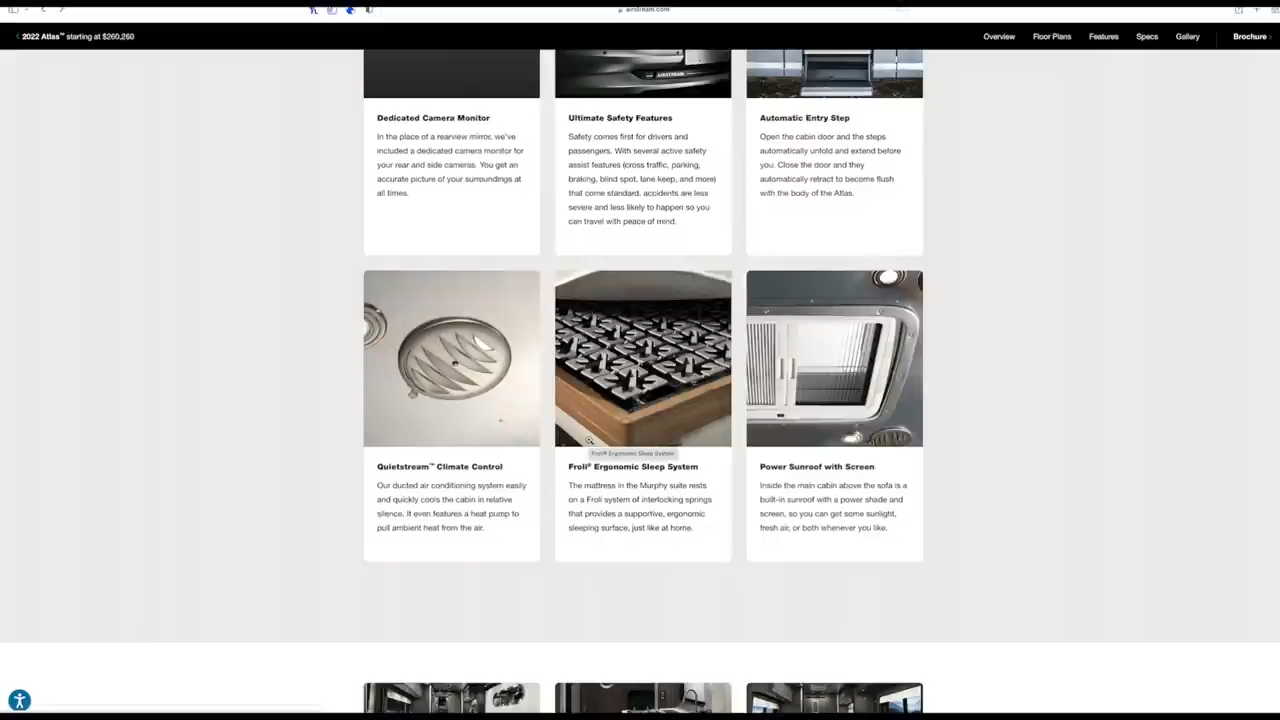 airstream.com
2022 Atlas™ starting at $260,260
Overview
Floor Plans
Features
Specs
Gallery
Brochure
AIRSTREAM
Dedicated Camera Monitor
In the place of a rearview mirror, we've
included a dedicated camera monitor for
your rear and side cameras. You get an
accurate picture of your surroundings at
all times.
Ultimate Safety Features
Safety comes first for drivers and
passengers. With several active safety
assist features (cross traffic, parking,
braking, blind spot, lane keep, and more)
that come standard, accidents are less
severe and less likely to happen so you
can travel with peace of mind.
Automatic Entry Step
Open the cabin door and the steps
automatically unfold and extend before
you. Close the door and they
automatically retract to become flush
with the body of the Atlas.
Quietstream™ Climate Control
Our ducted air conditioning system easily
and quickly cools the cabin in relative
silence. It even features a heat pump to
pull ambient heat from the air.
Froli® Ergonomic Sleep System
Froli® Ergonomic Sleep System
The mattress in the Murphy suite rests
on a Froli system of interlocking springs
that provides a supportive, ergonomic
sleeping surface, just like at home.
Power Sunroof with Screen
Inside the main cabin above the sofa is a
built-in sunroof with a power shade and
screen, so you can get some sunlight,
fresh air, or both whenever you like.